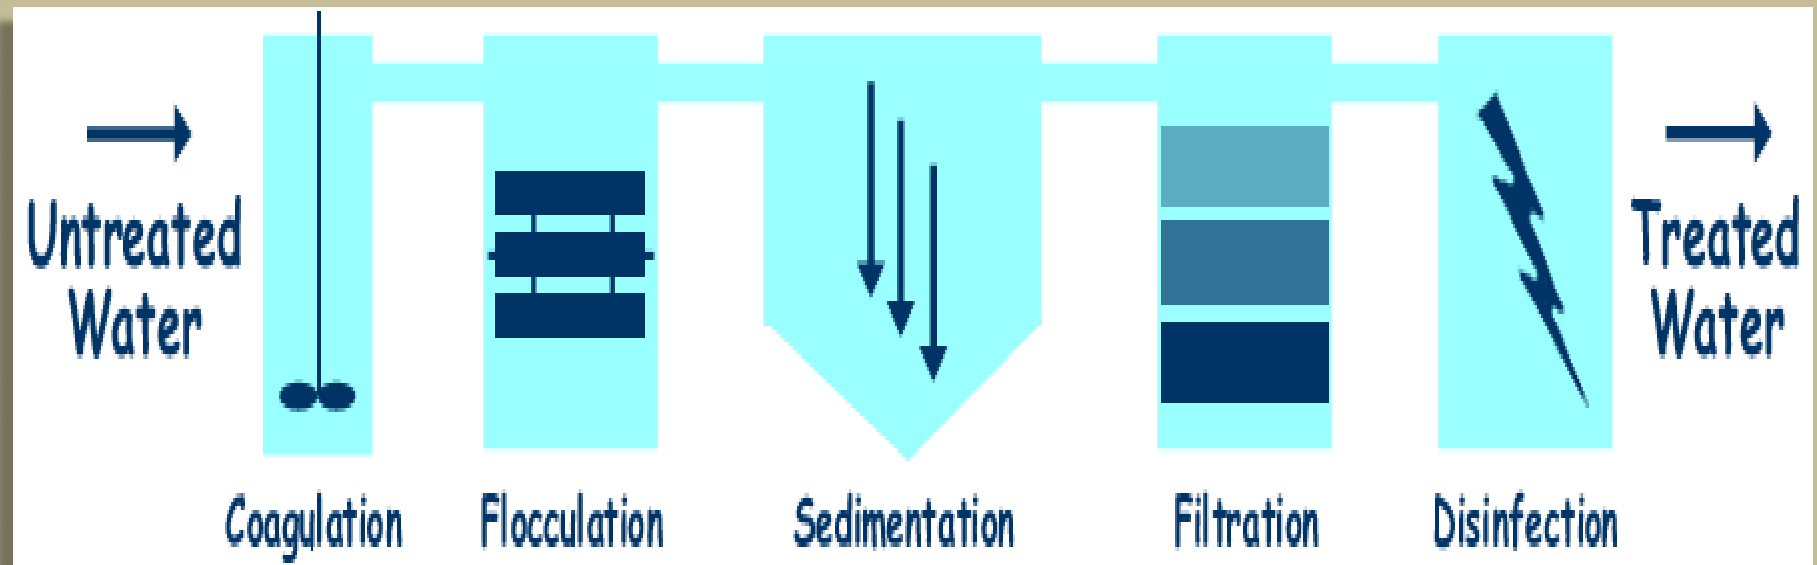 Untreated
Water
Treated
Water
Coagulation
Flocculation
Sedimentation
Filtration
Disinfection